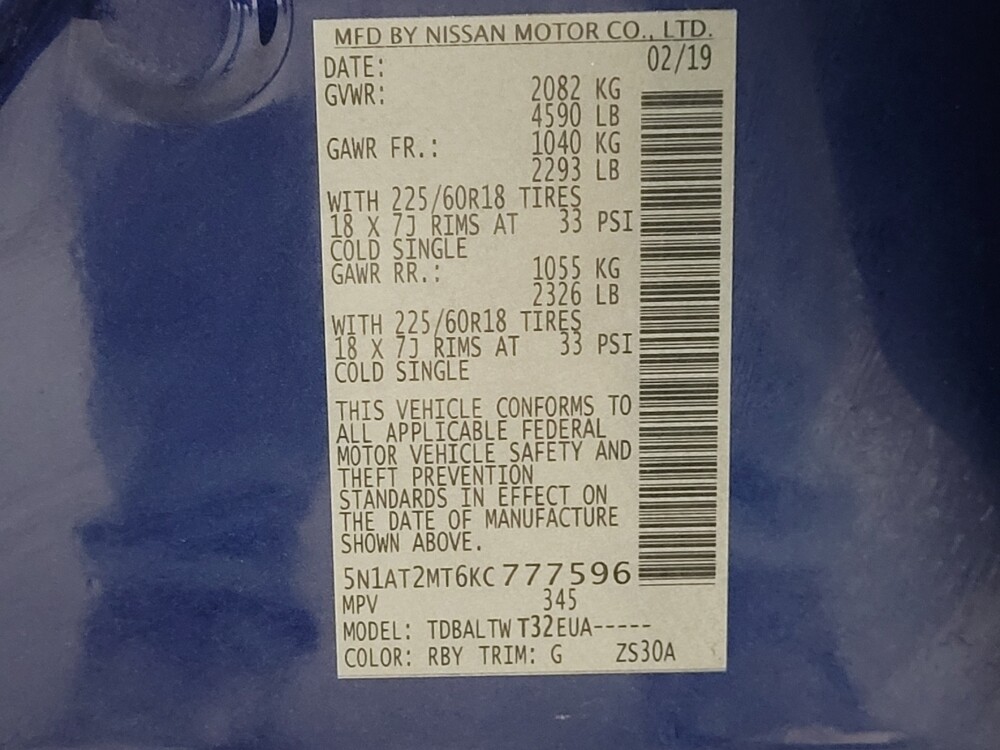 MFD BY NISSAN MOTOR CO., LTD.
DATE: 02/19
GVWR: 2082 KG
4590 LB
GAWR FR.: 1040 KG
2293 LB
WITH 225/60R18 TIRES
18 X 7J RIMS AT 33 PSI
COLD SINGLE
GAWR RR.: 1055 KG
2326 LB
WITH 225/60R18 TIRES
18 X 7J RIMS AT 33 PSI
COLD SINGLE
THIS VEHICLE CONFORMS TO
ALL APPLICABLE FEDERAL
MOTOR VEHICLE SAFETY AND
THEFT PREVENTION
STANDARDS IN EFFECT ON
THE DATE OF MANUFACTURE
SHOWN ABOVE.
5N1AT2MT6KC777596
MPV 345
MODEL: TDBALTW T32EUA-----
COLOR: RBY TRIM: G ZS30A